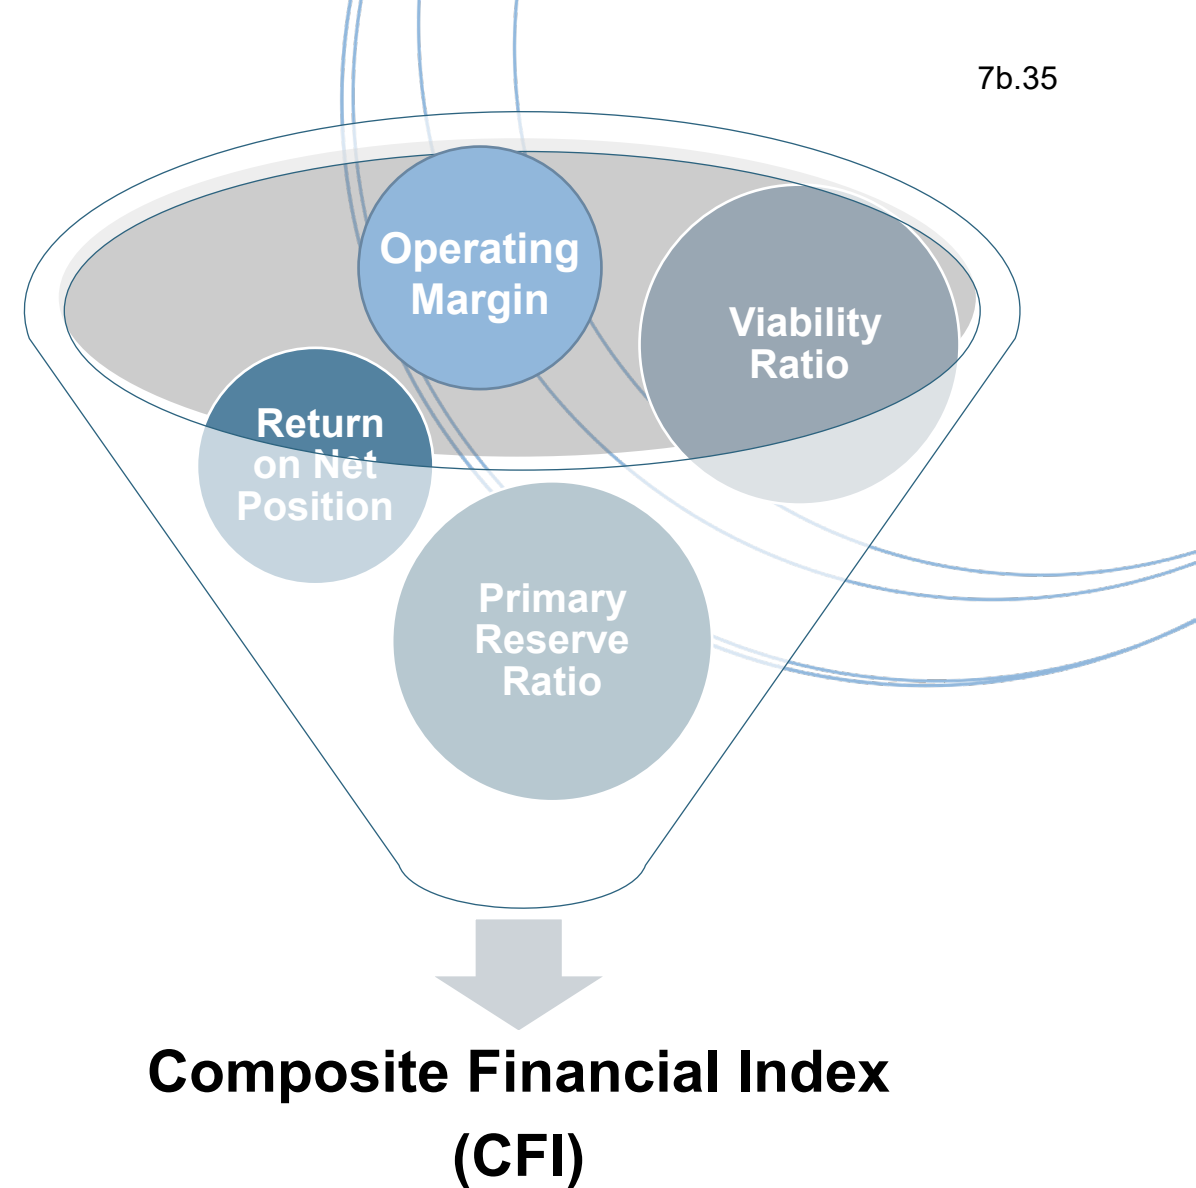 7b.35
Operating
Margin
Viability
Ratio
Return
on Net
Position
Primary
Reserve
Ratio
Composite Financial Index
(CFI)